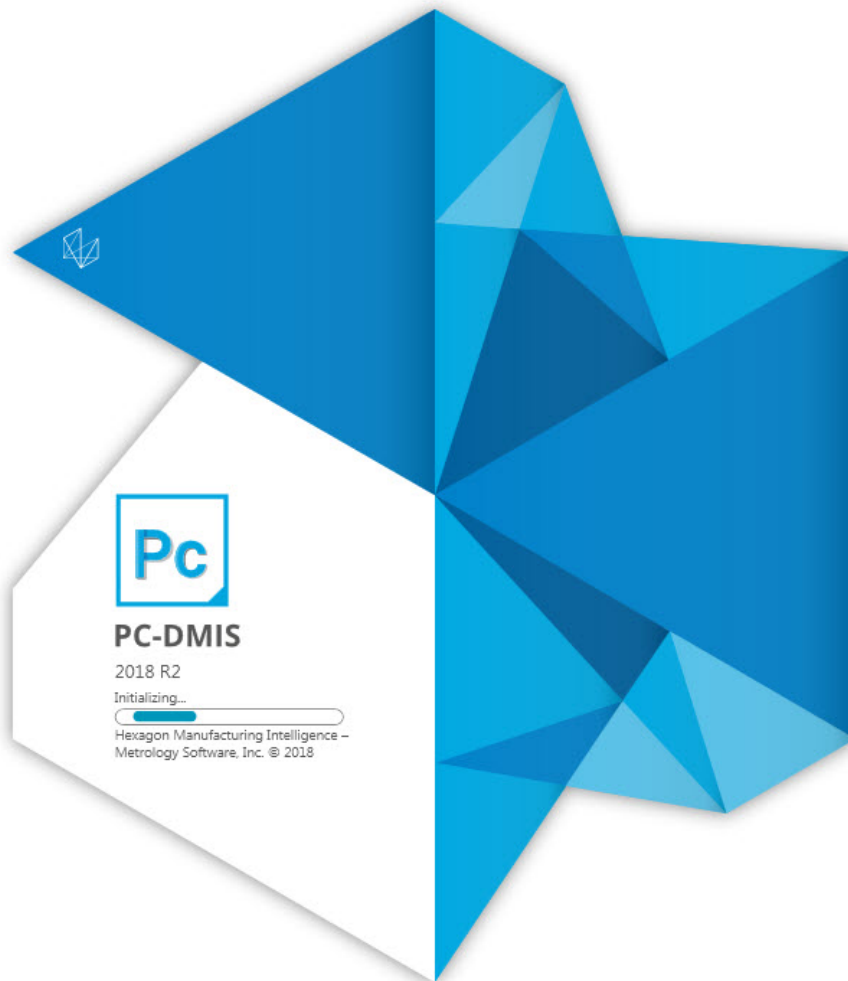 Pc
PC-DMIS
2018 R2
Initializing...
Hexagon Manufacturing Intelligence –
Metrology Software, Inc. © 2018